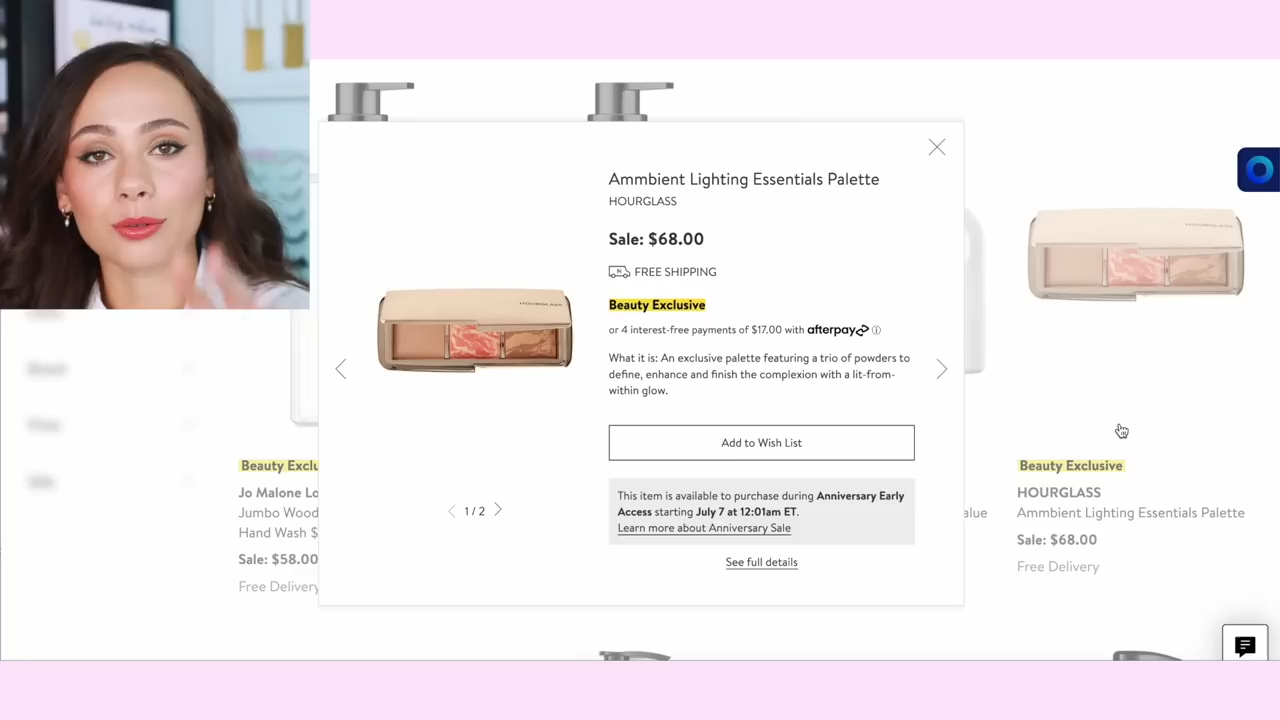 Ammbient Lighting Essentials Palette
HOURGLASS
Sale: $68.00
FREE SHIPPING
Beauty Exclusive
or 4 interest-free payments of $17.00 with afterpay
What it is: An exclusive palette featuring a trio of powders to
define, enhance and finish the complexion with a lit-from-
within glow.
Add to Wish List
This item is available to purchase during Anniversary Early
Access starting July 7 at 12:01am ET.
Learn more about Anniversary Sale
See full details
1 / 2
HOURGLASS
HOURGLASS
Beauty Exclu
Jo Malone Lo
Jumbo Wood
Hand Wash $
Sale: $58.00
Free Delivery
alue
Beauty Exclusive
HOURGLASS
Ammbient Lighting Essentials Palette
Sale: $68.00
Free Delivery